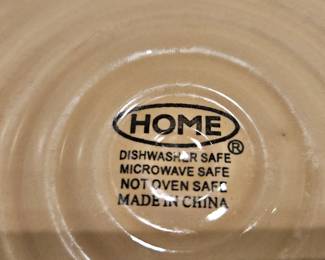 HOME
®
DISHWASHER SAFE
MICROWAVE SAFE
NOT OVEN SAFE
MADE IN CHINA